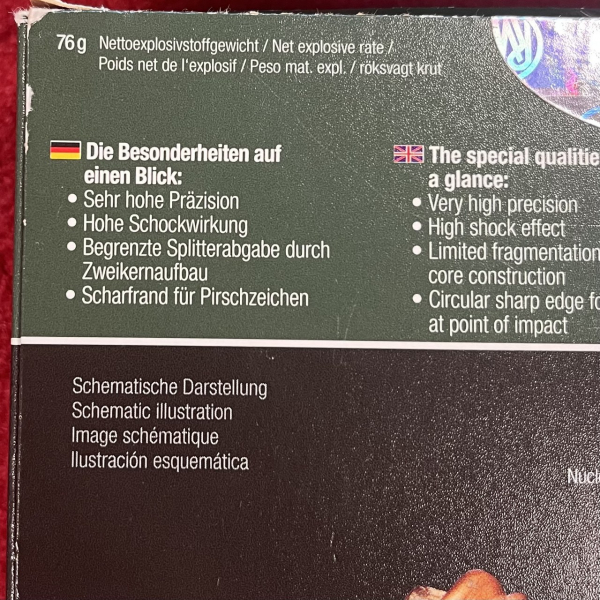 76 g Nettoexplosivstoffgewicht / Net explosive rate /
Poids net de l'explosif / Peso mat. expl. / röksvagt krut
Die Besonderheiten auf
einen Blick:
• Sehr hohe Präzision
• Hohe Schockwirkung
• Begrenzte Splitterabgabe durch
Zweikernaufbau
• Scharfrand für Pirschzeichen
The special qualitie
a glance:
• Very high precision
• High shock effect
• Limited fragmentation
core construction
• Circular sharp edge fo
at point of impact
Schematische Darstellung
Schematic illustration
Image schématique
Ilustración esquemática
Núcl